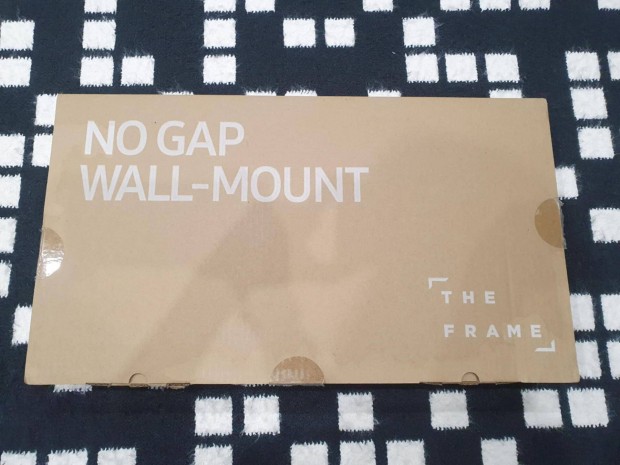 NO GAP
WALL-MOUNT
THE
FRAME